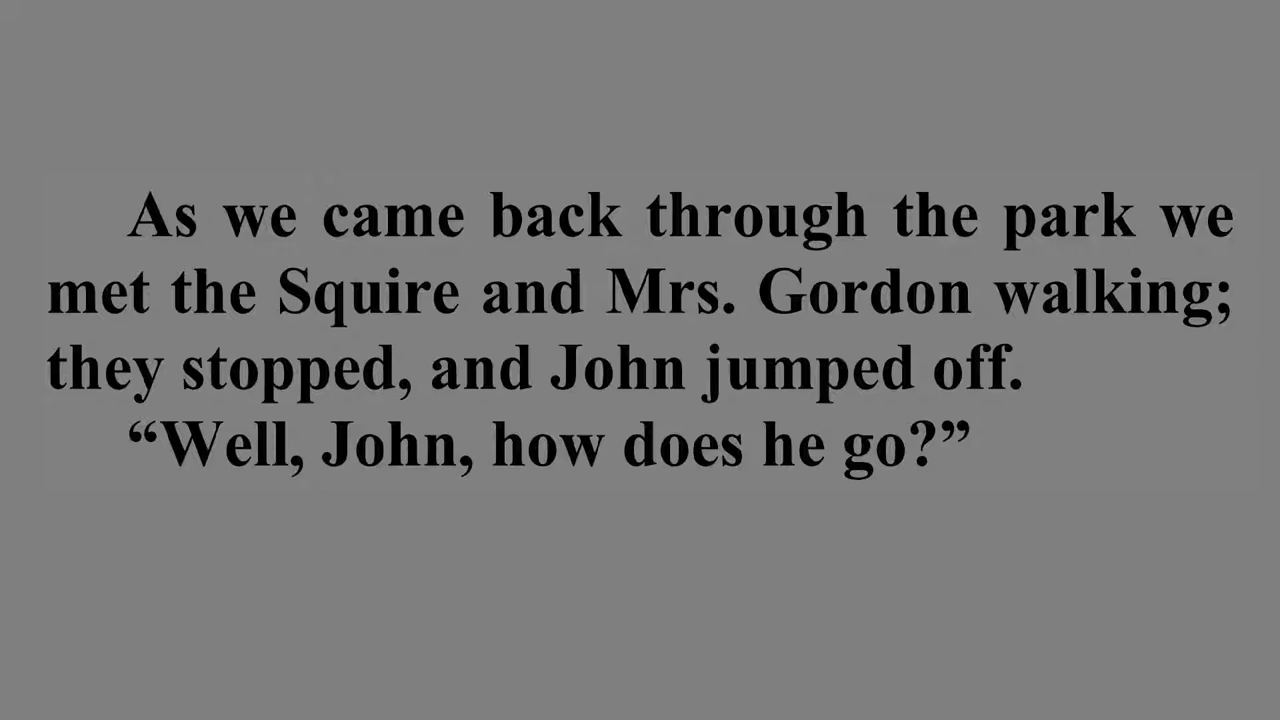 As we came back through the park we
met the Squire and Mrs. Gordon walking;
they stopped, and John jumped off.
“Well, John, how does he go?”